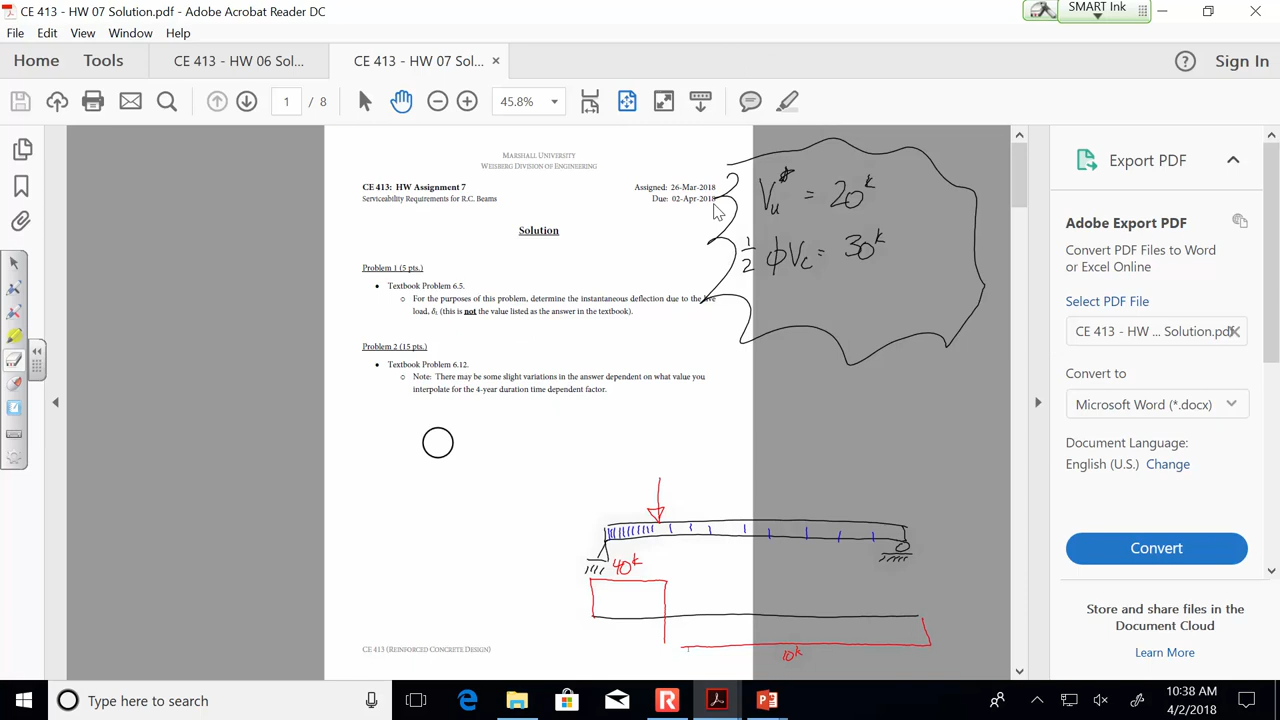 CE 413 - HW 07 Solution.pdf - Adobe Acrobat Reader DC
SMART Ink
File Edit View Window Help
Home Tools CE 413 - HW 06 Sol... CE 413 - HW 07 Sol... × Sign In
1 / 8 45.8%
MARSHALL UNIVERSITY
WEISBERG DIVISION OF ENGINEERING
CE 413: HW Assignment 7 Assigned: 26-Mar-2018
Serviceability Requirements for R.C. Beams Due: 02-Apr-2018
Solution
Problem 1 (5 pts.)
• Textbook Problem 6.5.
o For the purposes of this problem, determine the instantaneous deflection due to the live
load, δL (this is not the value listed as the answer in the textbook).
Problem 2 (15 pts.)
• Textbook Problem 6.12.
o Note: There may be some slight variations in the answer dependent on what value you
interpolate for the 4-year duration time dependent factor.
CE 413 (REINFORCED CONCRETE DESIGN)
Vu = 20k
1/2 φVc = 30k
40k
10k
Export PDF
Adobe Export PDF
Convert PDF Files to Word
or Excel Online
Select PDF File
CE 413 - HW ... Solution.pdf
Convert to
Microsoft Word (*.docx)
Document Language:
English (U.S.) Change
Convert
Store and share files in the
Document Cloud
Learn More
Type here to search
10:38 AM
4/2/2018